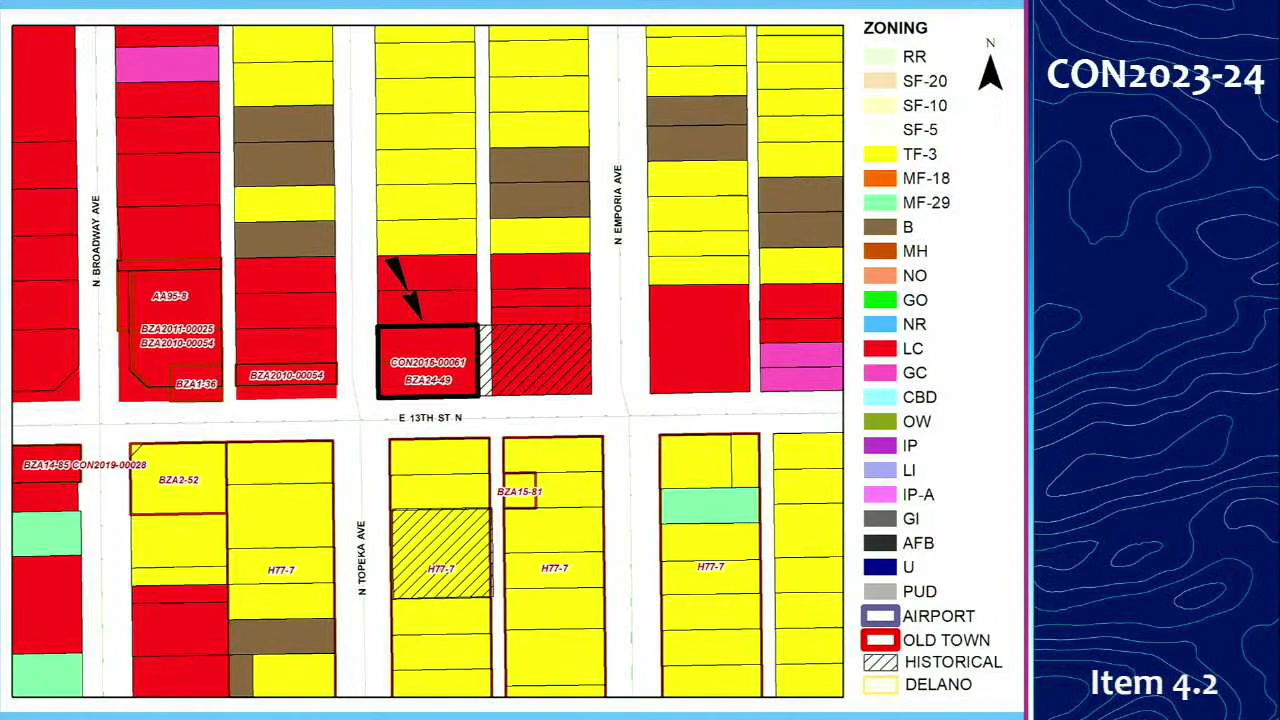 CON2023-24
ZONING
N
RR
SF-20
SF-10
SF-5
TF-3
MF-18
MF-29
B
MH
NO
GO
NR
LC
GC
CBD
OW
IP
LI
IP-A
GI
AFB
U
PUD
AIRPORT
OLD TOWN
HISTORICAL
DELANO
N BROADWAY AVE
N EMPORIA AVE
AA95-8
BZA2011-00025
BZA2010-00054
BZA1-36
BZA2010-00064
CON2016-00061
BZA24-49
E 13TH ST N
BZA14-85 CON2019-00028
BZA2-52
BZA15-81
N TOPEKA AVE
H77-7
H77-7
H77-7
H77-7
Item 4.2